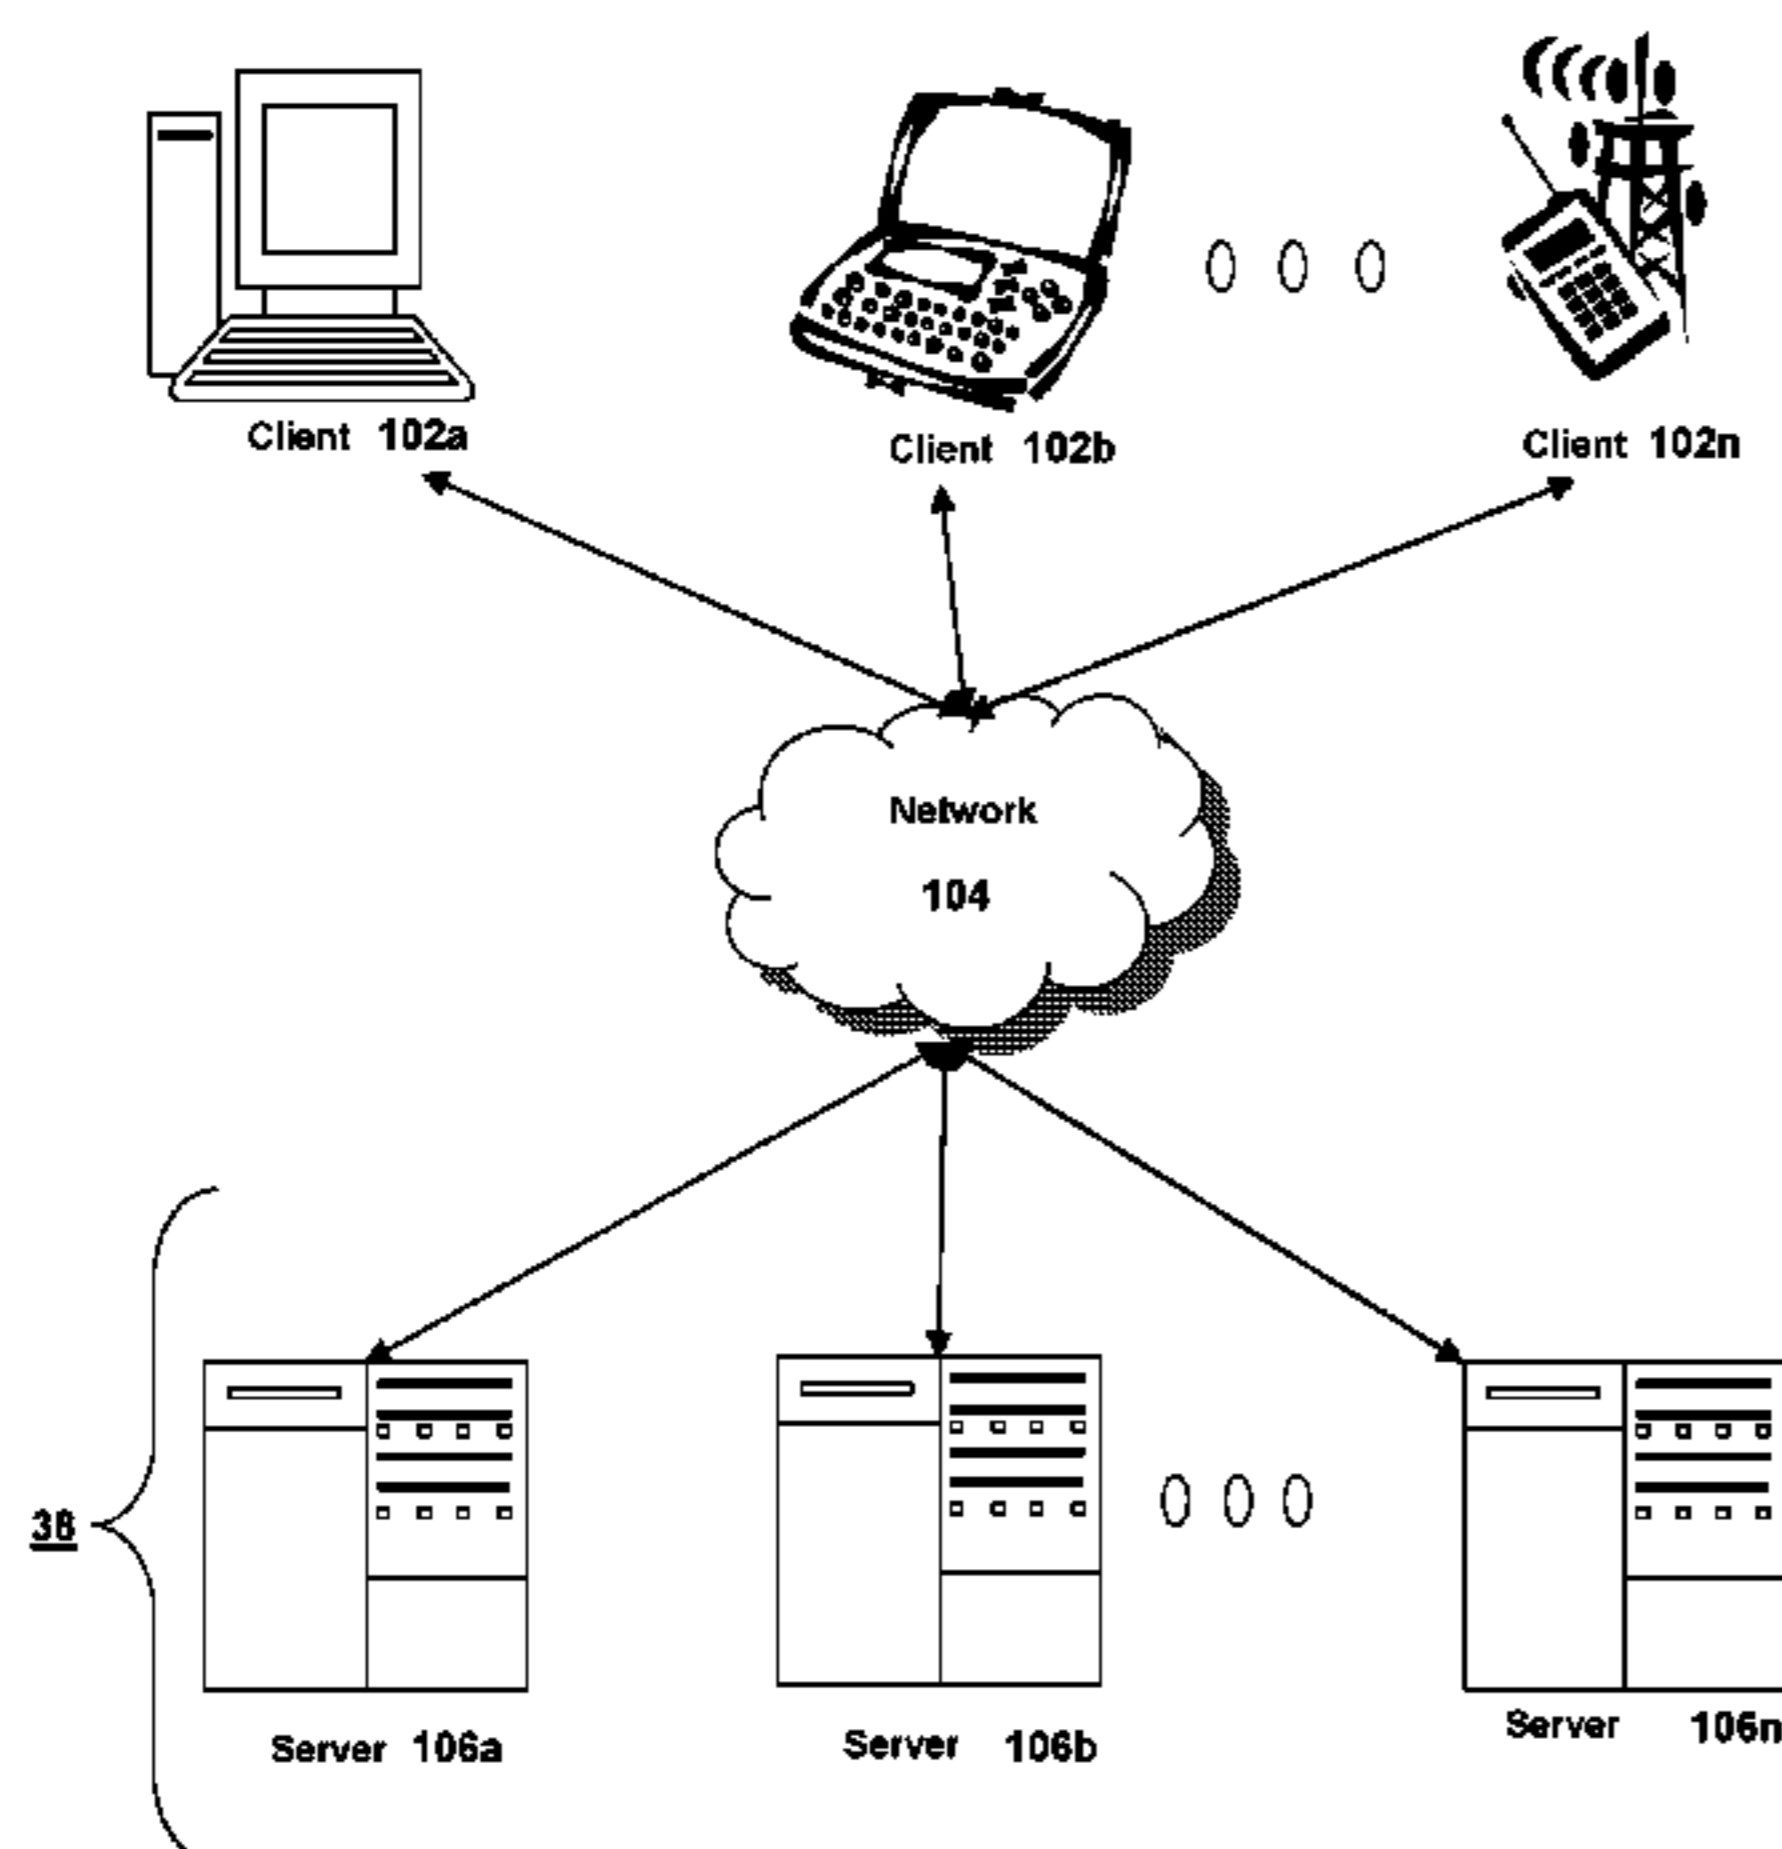 Client 102a
Client 102b
Client 102n
Network
104
38
Server 106a
Server 106b
Server 106n